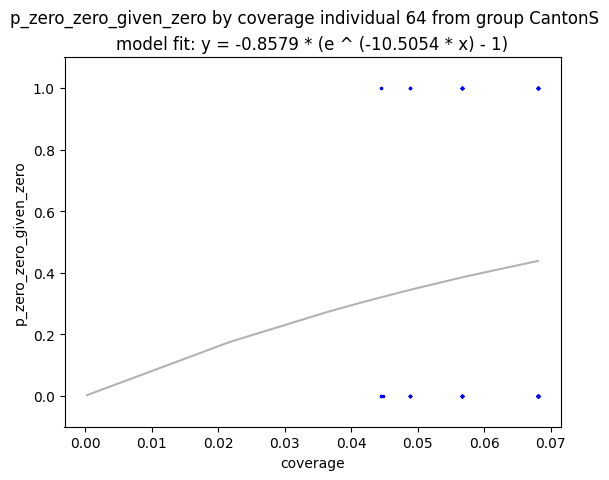 p_zero_zero_given_zero by coverage individual 64 from group CantonS
model fit: y = -0.8579 * (e ^ (-10.5054 * x) - 1)
1.0
0.8
0.6
0.4
0.2
0.0
p_zero_zero_given_zero
0.00 0.01 0.02 0.03 0.04 0.05 0.06 0.07
coverage